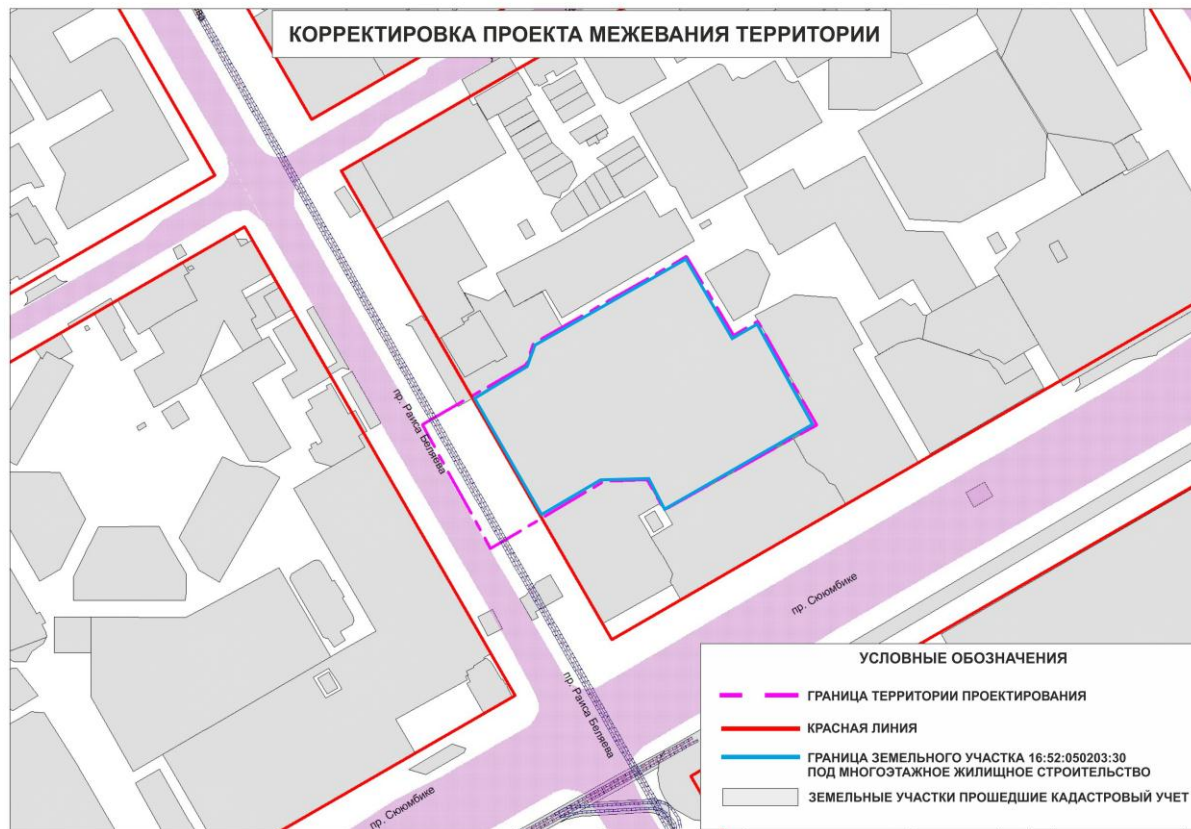 КОРРЕКТИРОВКА ПРОЕКТА МЕЖЕВАНИЯ ТЕРРИТОРИИ
пр. Раиса Беляева
пр. Сююмбике
пр. Раиса Беляева
пр. Сююмбике
УСЛОВНЫЕ ОБОЗНАЧЕНИЯ
ГРАНИЦА ТЕРРИТОРИИ ПРОЕКТИРОВАНИЯ
КРАСНАЯ ЛИНИЯ
ГРАНИЦА ЗЕМЕЛЬНОГО УЧАСТКА 16:52:050203:30
ПОД МНОГОЭТАЖНОЕ ЖИЛИЩНОЕ СТРОИТЕЛЬСТВО
ЗЕМЕЛЬНЫЕ УЧАСТКИ ПРОШЕДШИЕ КАДАСТРОВЫЙ УЧЕТ